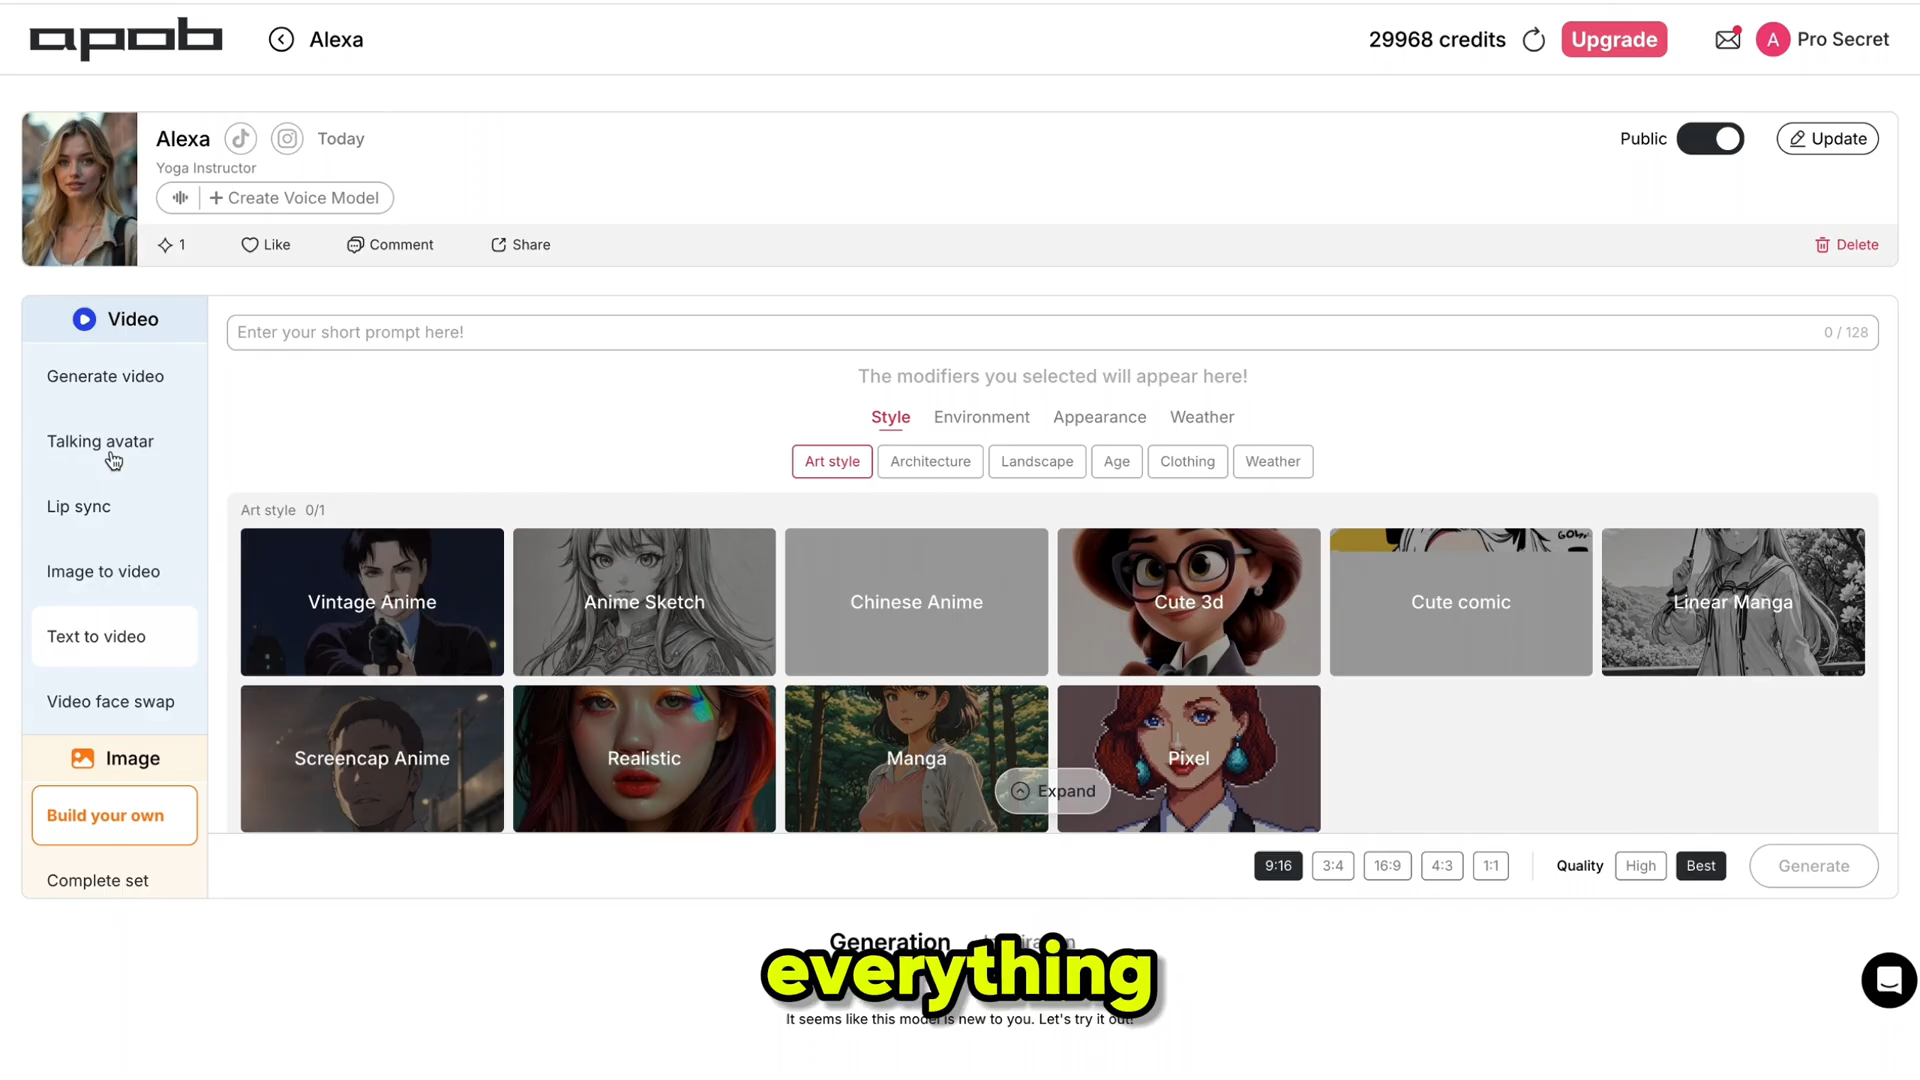 apob
Alexa
29968 credits
Upgrade
A
Pro Secret
Alexa
Today
Public
Update
Yoga Instructor
+ Create Voice Model
1
Like
Comment
Share
Delete
Video
Generate video
Talking avatar
Lip sync
Image to video
Text to video
Video face swap
Image
Build your own
Complete set
Enter your short prompt here!
0 / 128
The modifiers you selected will appear here!
Style
Environment
Appearance
Weather
Art style
Architecture
Landscape
Age
Clothing
Weather
Art style 0/1
Vintage Anime
Anime Sketch
Chinese Anime
Cute 3d
Cute comic
Linear Manga
Screencap Anime
Realistic
Manga
Pixel
Expand
9:16
3:4
16:9
4:3
1:1
Quality
High
Best
Generate
Generation
everything
It seems like this model is new to you. Let's try it out!